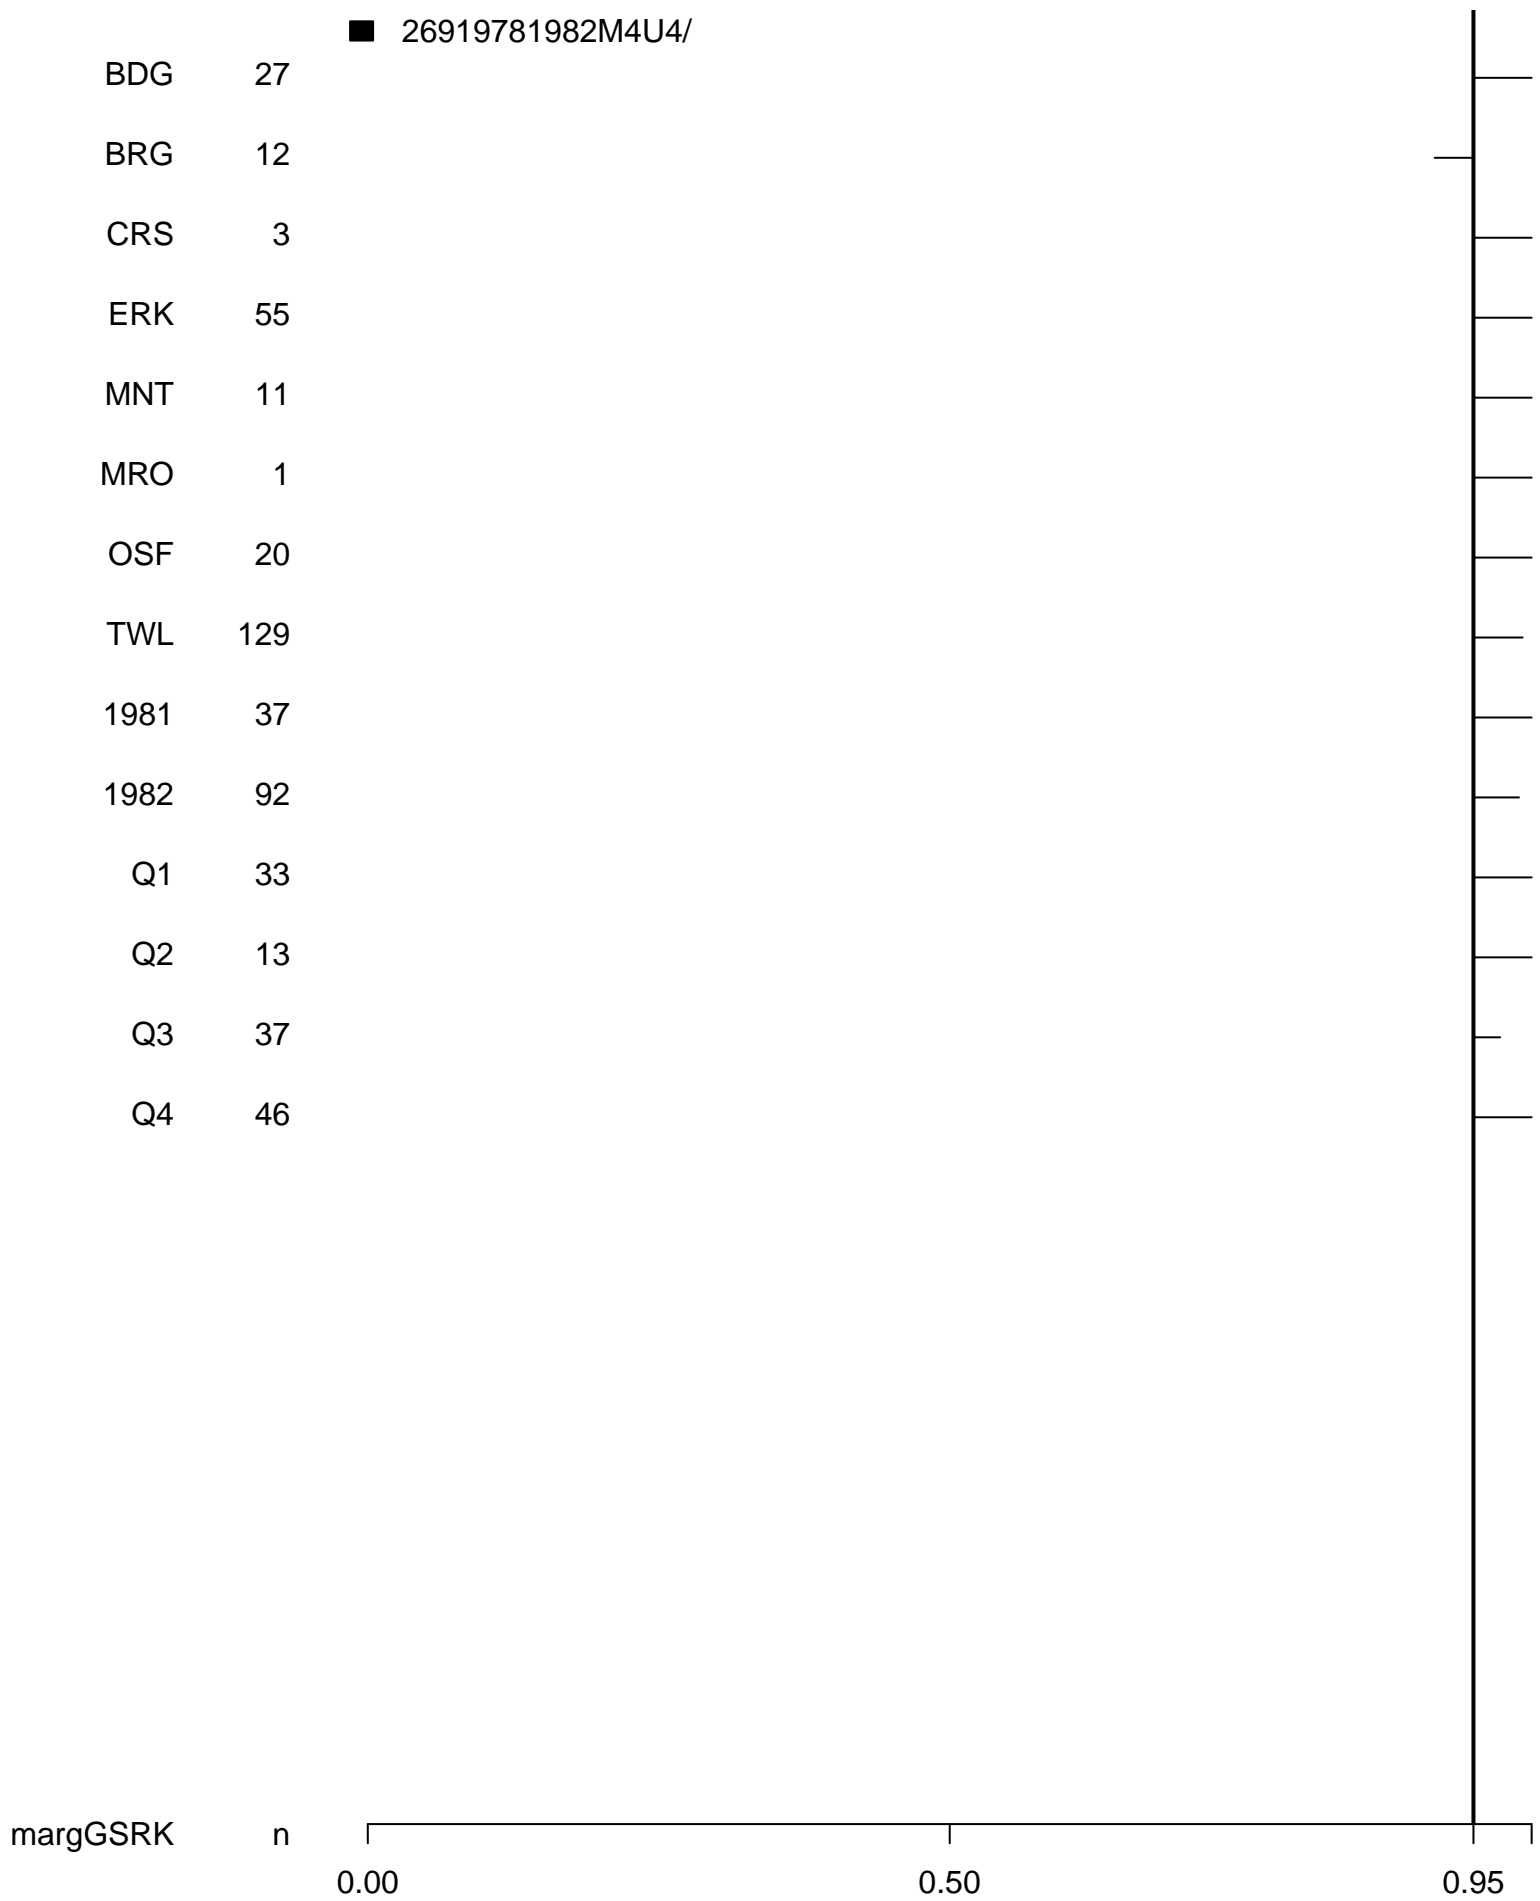 26919781982M4U4/
BDG 27
BRG 12
CRS 3
ERK 55
MNT 11
MRO 1
OSF 20
TWL 129
1981 37
1982 92
Q1 33
Q2 13
Q3 37
Q4 46
margGSRK n
0.00 0.50 0.95